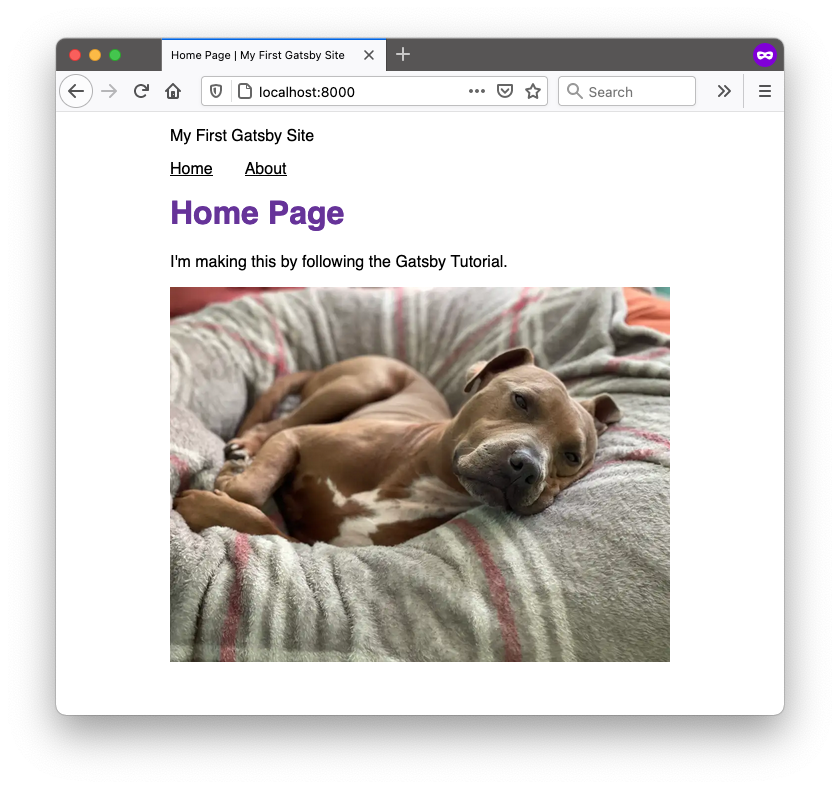 Home Page | My First Gatsby Site
localhost:8000
Search
My First Gatsby Site
Home About
Home Page
I'm making this by following the Gatsby Tutorial.